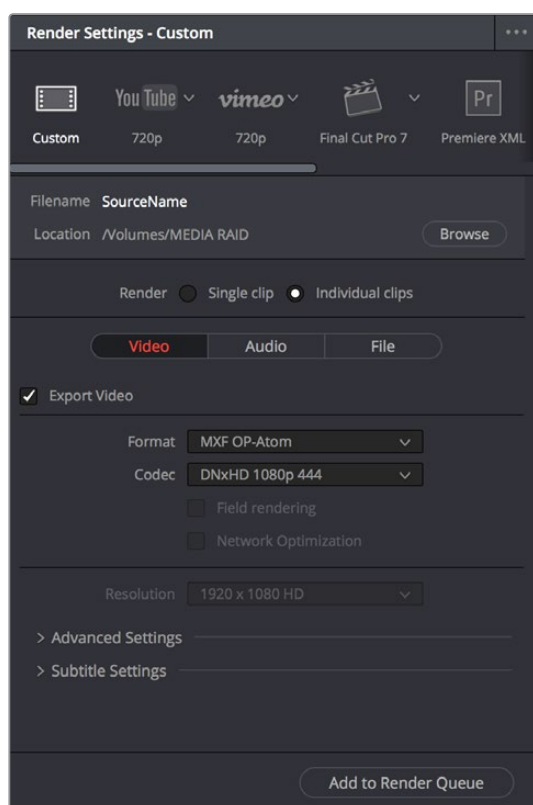 Render Settings - Custom
YouTube
vimeo
Pr
Custom
720p
720p
Final Cut Pro 7
Premiere XML
Filename SourceName
Location /Volumes/MEDIA RAID
Browse
Render Single clip Individual clips
Video Audio File
Export Video
Format MXF OP-Atom
Codec DNxHD 1080p 444
Field rendering
Network Optimization
Resolution 1920 x 1080 HD
> Advanced Settings
> Subtitle Settings
Add to Render Queue